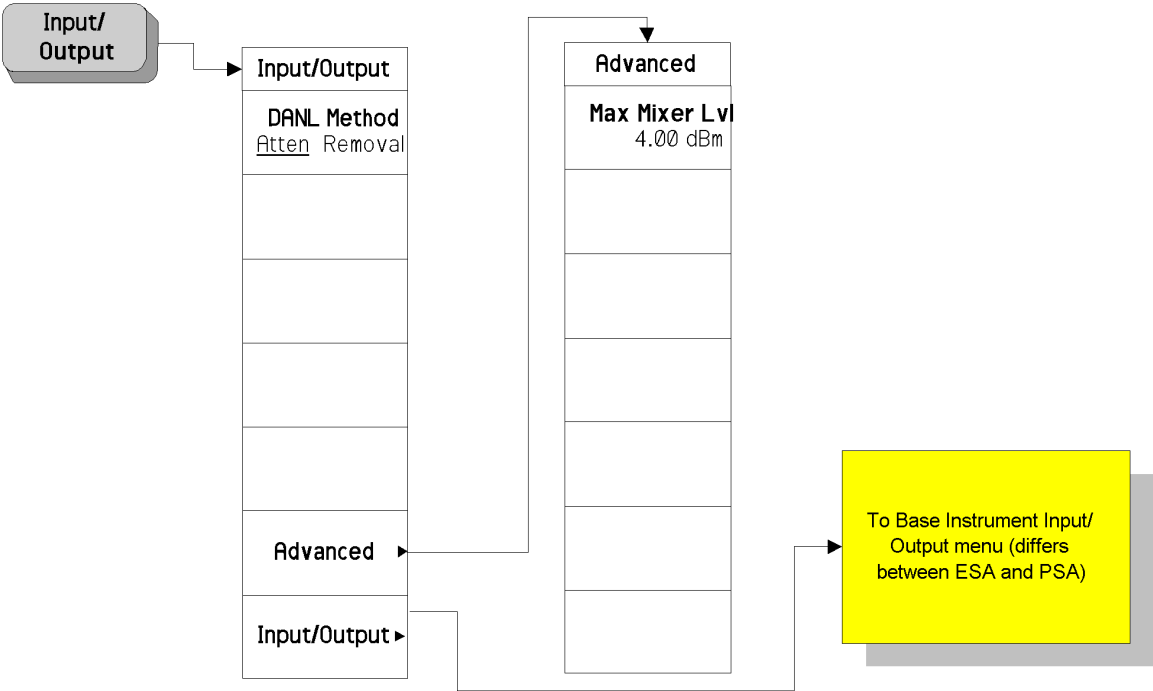 Input/
Output
Input/Output
DANL Method
Atten Removal
Advanced
Input/Output
Advanced
Max Mixer Lvl
4.00 dBm
To Base Instrument Input/
Output menu (differs
between ESA and PSA)